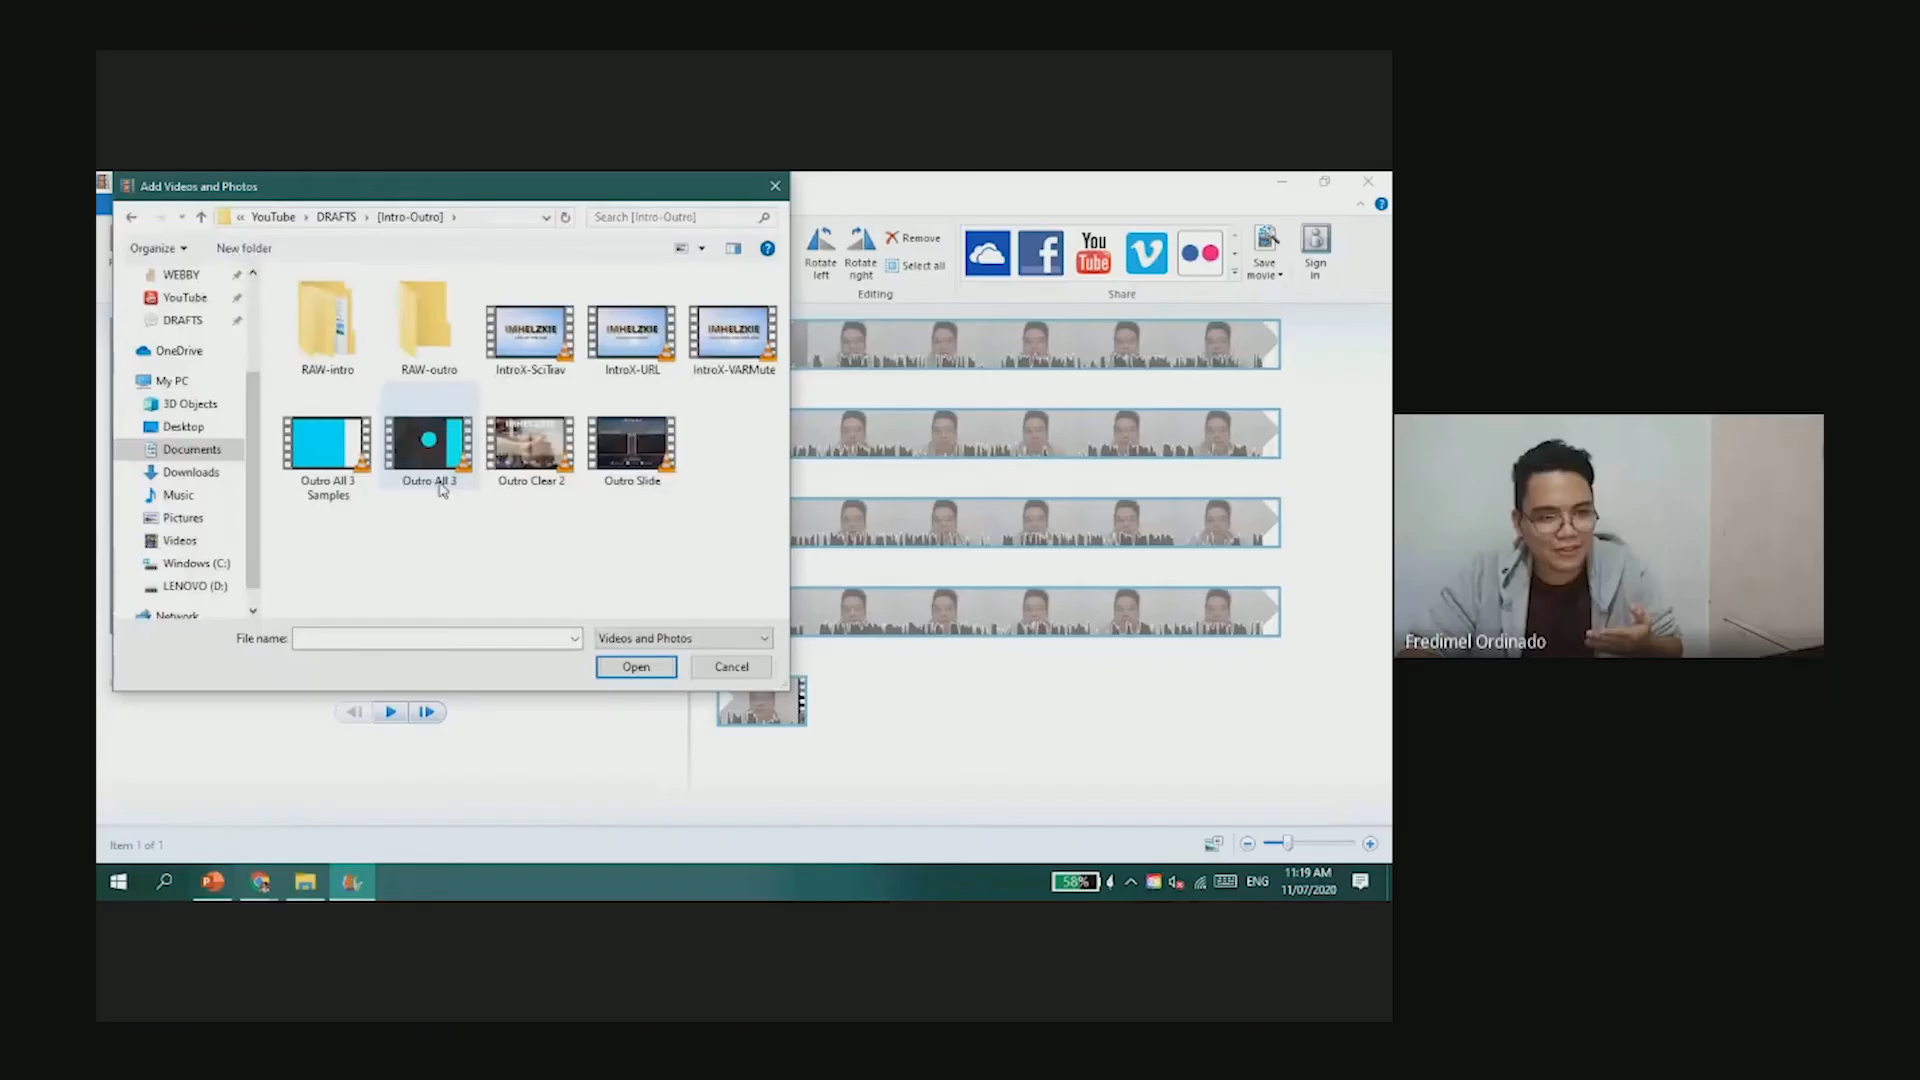 Add Videos and Photos
« YouTube › DRAFTS › [Intro-Outro] ›
Search [Intro-Outro]
Organize
New folder
WEBBY
YouTube
DRAFTS
OneDrive
My PC
3D Objects
Desktop
Documents
Downloads
Music
Pictures
Videos
Windows (C:)
LENOVO (D:)
Network
RAW-intro
RAW-outro
IMHELZKIE
IntroX-SciTrav
IMHELZKIE
IntroX-URL
IMHELZKIE
IntroX-VARMute
Outro All 3
Samples
Outro All 3
IMHELZKIE
Outro Clear 2
Outro Slide
File name:
Videos and Photos
Open
Cancel
Rotate
left
Rotate
right
Remove
Select all
Editing
You
Tube
Share
Save
movie
Sign
in
Item 1 of 1
58%
ENG
11:19 AM
11/07/2020
Fredimel Ordinado